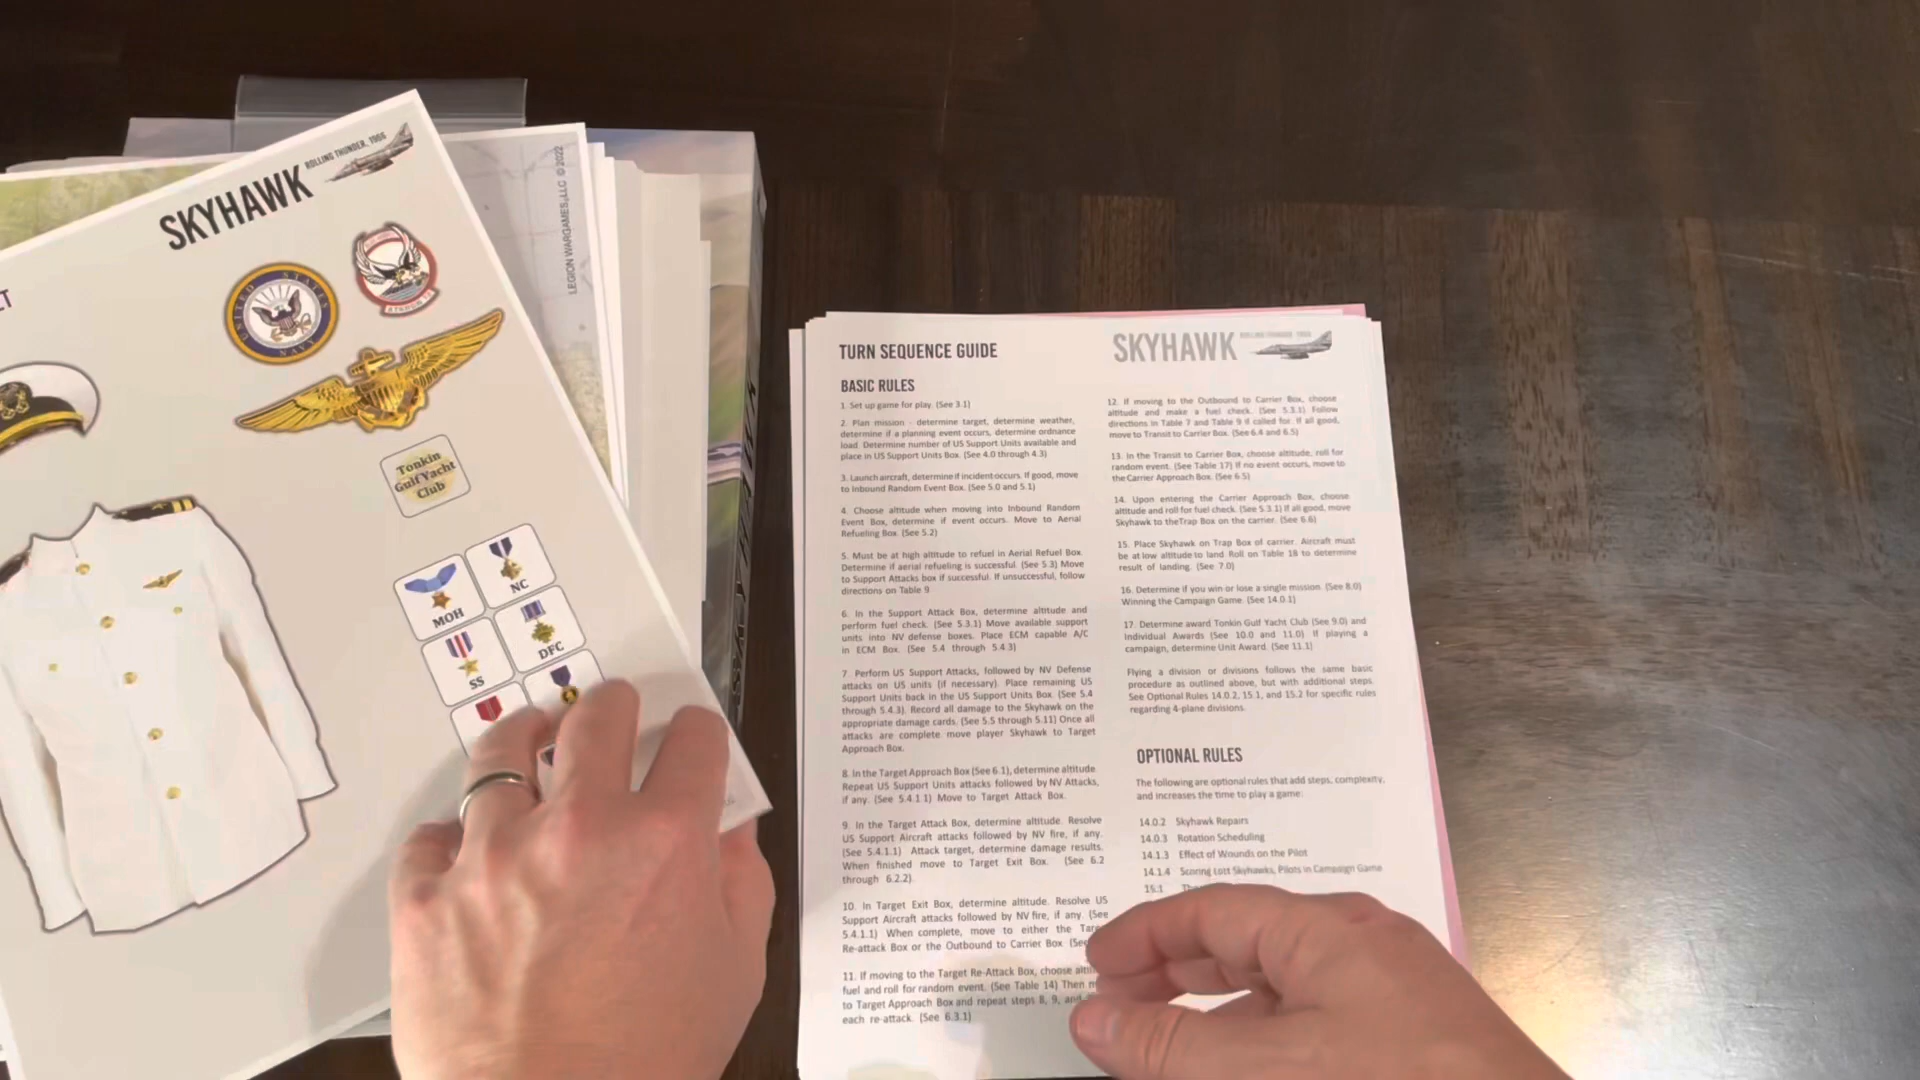 SKYHAWK
ROLLING THUNDER, 1966
LEGION WARGAMES, LLC © 2022
UNITED STATES
NAVY
Tonkin
Gulf Yacht
Club
MOH
NC
SS
DFC
TURN SEQUENCE GUIDE
SKYHAWK
ROLLING THUNDER, 1966
BASIC RULES
1. Set up game for play. (See 3.1)
2. Plan mission - determine target, determine weather,
determine if a planning event occurs, determine ordnance
load. Determine number of US Support Units available and
place in US Support Units Box. (See 4.0 through 4.3)
3. Launch aircraft, determine if incident occurs. If good, move
to Inbound Random Event Box. (See 5.0 and 5.1)
4. Choose altitude when moving into Inbound Random
Event Box, determine if event occurs. Move to Aerial
Refueling Box. (See 5.2)
5. Must be at high altitude to refuel in Aerial Refuel Box.
Determine if aerial refueling is successful. (See 5.3) Move
to Support Attacks box if successful. If unsuccessful, follow
directions on Table 9.
6. In the Support Attack Box, determine altitude and
perform fuel check. (See 5.3.1) Move available support
units into NV defense boxes. Place ECM capable A/C
in ECM Box. (See 5.4 through 5.4.3)
7. Perform US Support Attacks, followed by NV Defense
attacks on US units (if necessary). Place remaining US
Support Units back in the US Support Units Box. (See 5.4
through 5.4.3). Record all damage to the Skyhawk on the
appropriate damage cards. (See 5.5 through 5.11) Once all
attacks are complete move player Skyhawk to Target
Approach Box.
8. In the Target Approach Box (See 6.1), determine altitude.
Repeat US Support Units attacks followed by NV Attacks,
if any. (See 5.4.1.1) Move to Target Attack Box.
9. In the Target Attack Box, determine altitude. Resolve
US Support Aircraft attacks followed by NV fire, if any.
(See 5.4.1.1) Attack target, determine damage results.
When finished move to Target Exit Box. (See 6.2
through 6.2.2).
10. In Target Exit Box, determine altitude. Resolve US
Support Aircraft attacks followed by NV fire, if any. (See
5.4.1.1) When complete, move to either the
Re-attack Box or the Outbound to Carrier Box. (See
11. If moving to the Target Re-Attack Box, choose
fuel and roll for random event. (See Table 14) Then
to Target Approach Box and repeat steps 8, 9, and
each re-attack. (See 6.3.1)
12. If moving to the Outbound to Carrier Box, choose
altitude and make a fuel check. (See 5.3.1) Follow
directions in Table 7 and Table 9 if called for. If all good,
move to Transit to Carrier Box. (See 6.4 and 6.5)
13. In the Transit to Carrier Box, choose altitude, roll for
random event. (See Table 17) If no event occurs, move to
the Carrier Approach Box. (See 6.5)
14. Upon entering the Carrier Approach Box, choose
altitude and roll for fuel check. (See 5.3.1) If all good, move
Skyhawk to theTrap Box on the carrier. (See 6.6)
15. Place Skyhawk on Trap Box of carrier. Aircraft must
be at low altitude to land. Roll on Table 18 to determine
result of landing. (See 7.0)
16. Determine if you win or lose a single mission. (See 8.0)
Winning the Campaign Game. (See 14.0.1)
17. Determine award Tonkin Gulf Yacht Club (See 9.0) and
Individual Awards (See 10.0 and 11.0) If playing a
campaign, determine Unit Award. (See 11.1)
Flying a division or divisions follows the same basic
procedure as outlined above, but with additional steps.
See Optional Rules 14.0.2, 15.1, and 15.2 for specific rules
regarding 4-plane divisions.
OPTIONAL RULES
The following are optional rules that add steps, complexity,
and increases the time to play a game:
14.0.2 Skyhawk Repairs
14.0.3 Rotation Scheduling
14.1.3 Effect of Wounds on the Pilot
14.1.4 Scoring Lost Skyhawks, Pilots in Campaign Game
15.1